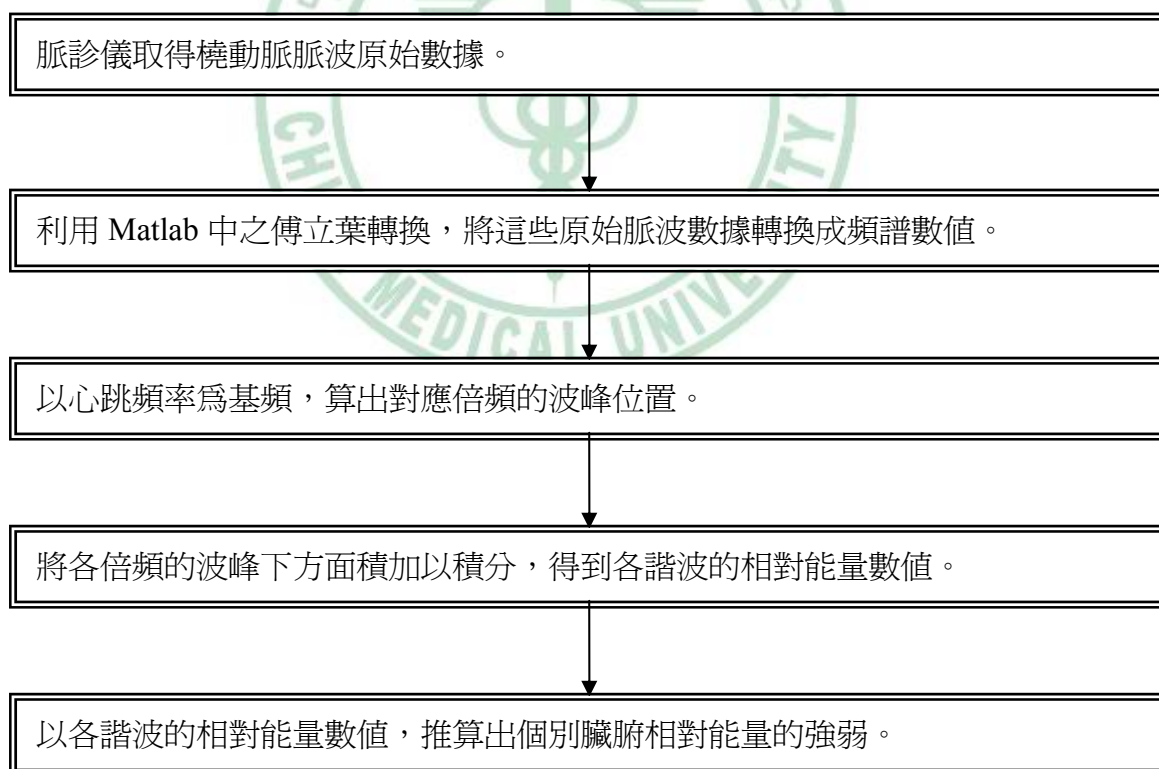 脈診儀取得橈動脈脈波原始數據。
利用 Matlab 中之傅立葉轉換，將這些原始脈波數據轉換成頻譜數值。
以心跳頻率爲基頻，算出對應倍頻的波峰位置。
將各倍頻的波峰下方面積加以積分，得到各諧波的相對能量數值。
以各諧波的相對能量數值，推算出個別臟腑相對能量的強弱。
MEDICAL UNIVE